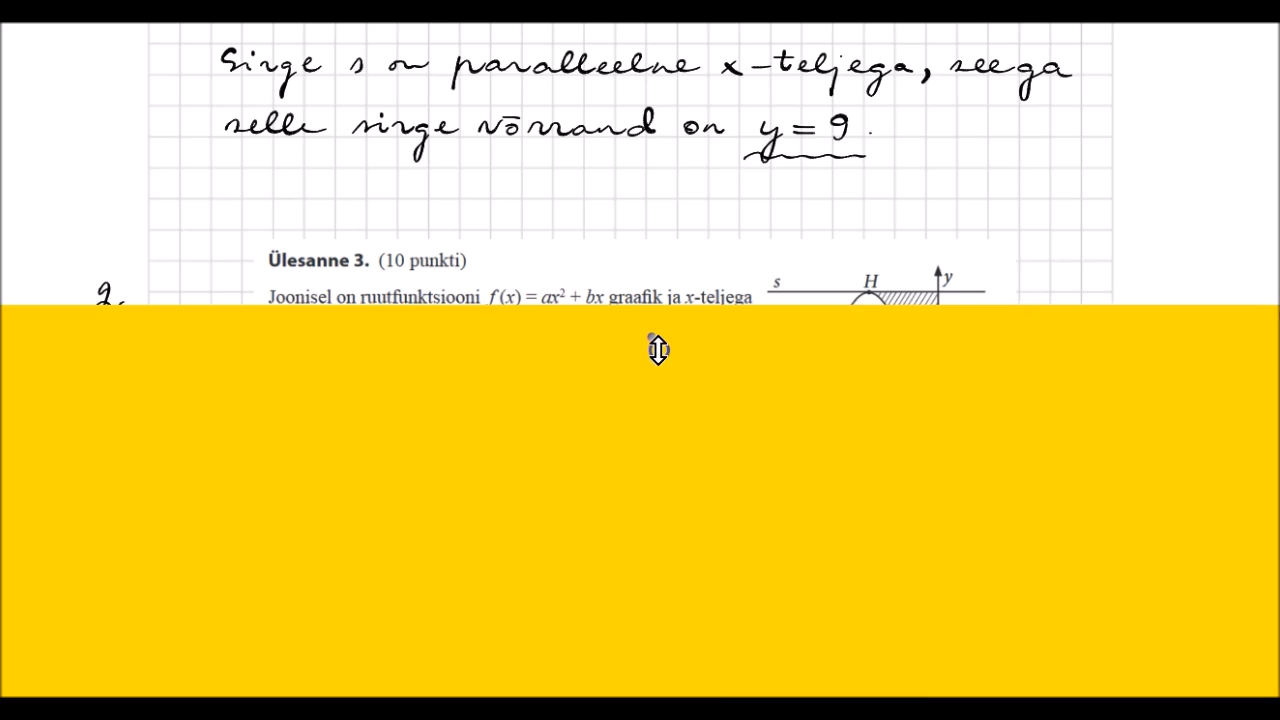 Sirge s on paralleelne x-teljega, seega
selle sirge võrrand on y = 9.
Ülesanne 3. (10 punkti)
2.
Joonisel on ruutfunktsiooni f(x) = ax² + bx graafik ja x-teljega
s H y